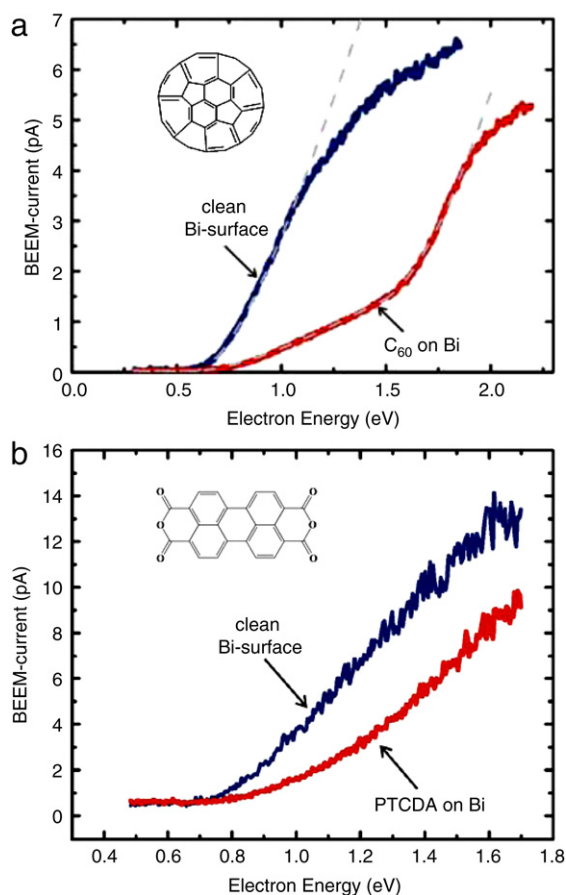 a
7
6
5
4
3
2
1
0
BEEM-current (pA)
clean
Bi-surface
C60 on Bi
0.0 0.5 1.0 1.5 2.0
Electron Energy (eV)
b
16
14
12
10
8
6
4
2
0
BEEM-current (pA)
O O
O O
O O
clean
Bi-surface
PTCDA on Bi
0.4 0.6 0.8 1.0 1.2 1.4 1.6 1.8
Electron Energy (eV)